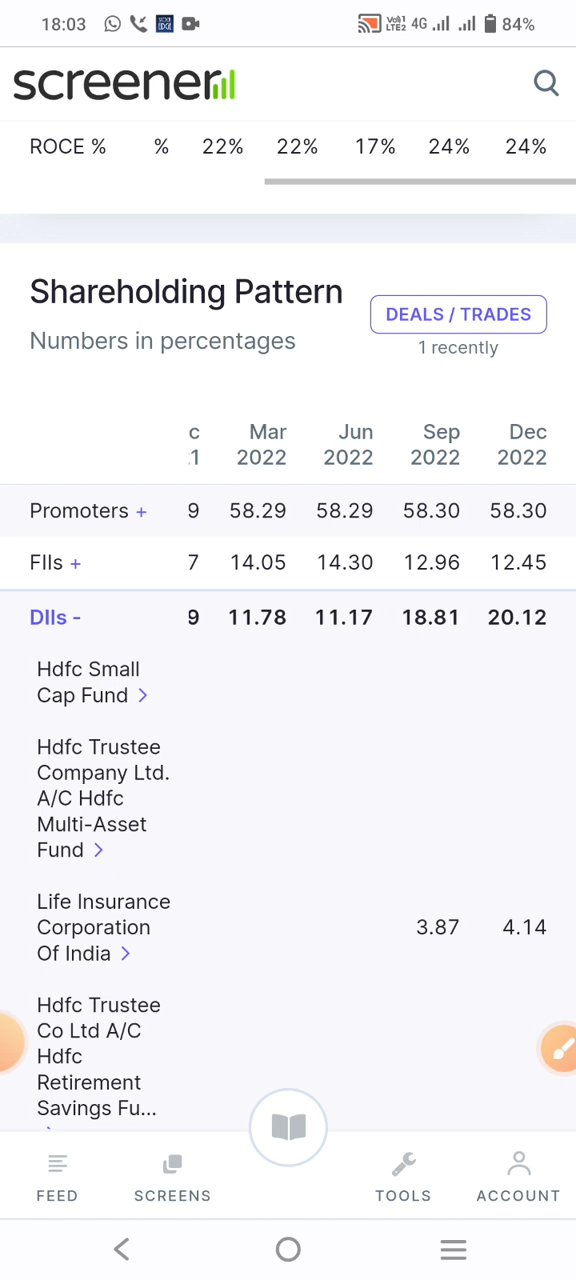 18:03 4G 84%
screener
ROCE % % 22% 22% 17% 24% 24%
Shareholding Pattern
DEALS / TRADES
Numbers in percentages
1 recently
c Mar Jun Sep Dec
1 2022 2022 2022 2022
Promoters + 9 58.29 58.29 58.30 58.30
FIIs + 7 14.05 14.30 12.96 12.45
DIIs - 9 11.78 11.17 18.81 20.12
Hdfc Small
Cap Fund >
Hdfc Trustee
Company Ltd.
A/C Hdfc
Multi-Asset
Fund >
Life Insurance
Corporation 3.87 4.14
Of India >
Hdfc Trustee
Co Ltd A/C
Hdfc
Retirement
Savings Fu...
FEED SCREENS TOOLS ACCOUNT